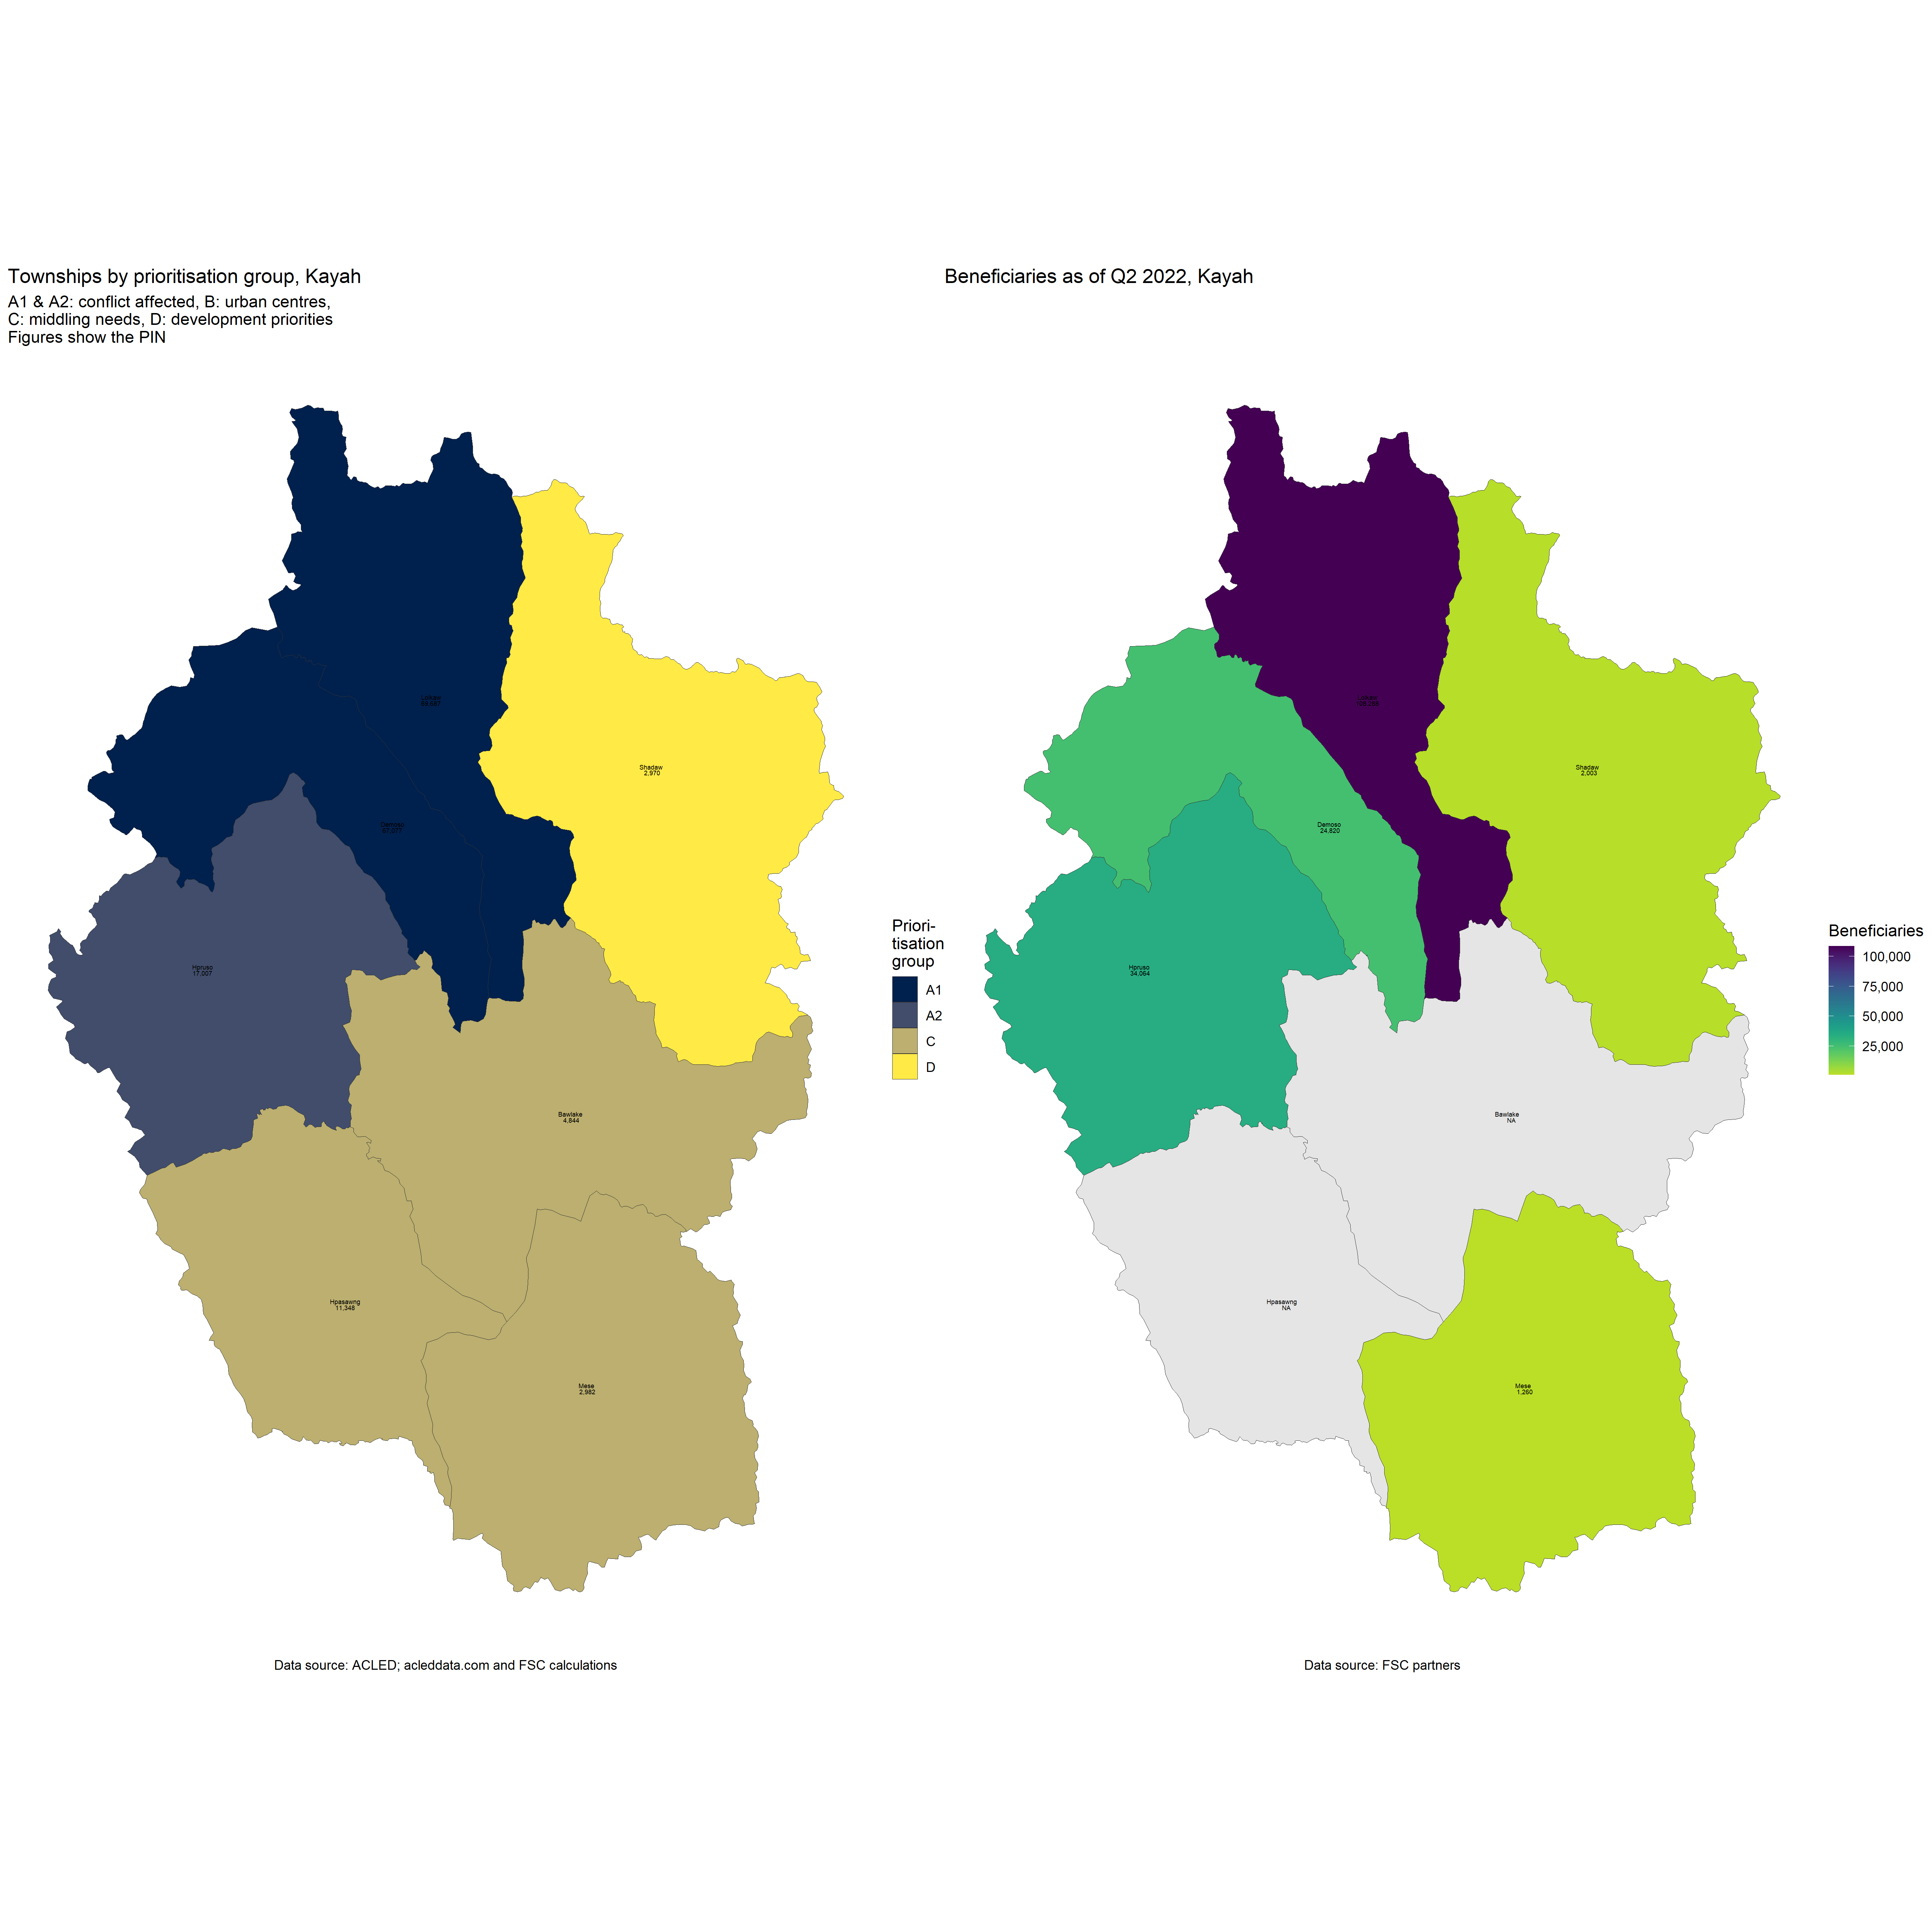 Townships by prioritisation group, Kayah
A1 & A2: conflict affected, B: urban centres,
C: middling needs, D: development priorities
Figures show the PIN
Loikaw
Shadaw
2,970
Demoso
Hpruso
17,007
Bawlake
4,844
Hpasawng
11,348
Mese
2,982
Priori-
tisation
group
A1
A2
C
D
Data source: ACLED; acleddata.com and FSC calculations
Beneficiaries as of Q2 2022, Kayah
Loikaw
Shadaw
2,003
Demoso
24,820
Hpruso
34,064
Bawlake
NA
Hpasawng
NA
Mese
1,260
Beneficiaries
100,000
75,000
50,000
25,000
Data source: FSC partners